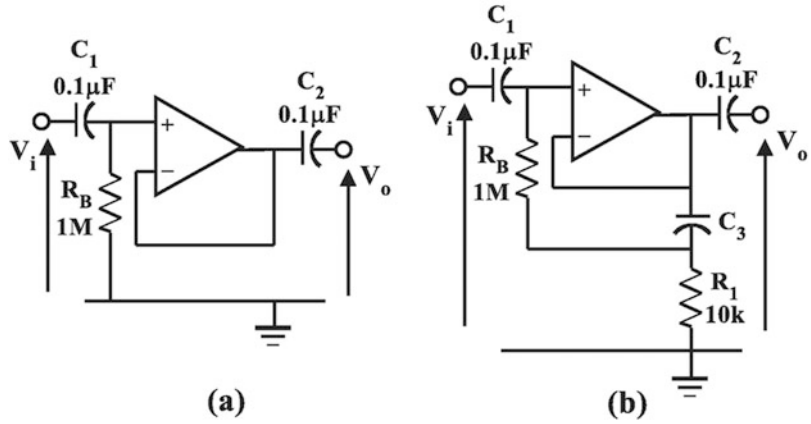 C1
0.1μF
Vi
RB
1M
+
−
C2
0.1μF
Vo
(a)
C1
0.1μF
Vi
RB
1M
+
−
C2
0.1μF
C3
R1
10k
Vo
(b)